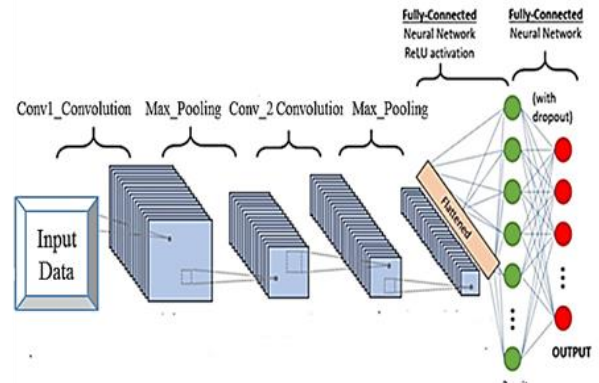 Fully-Connected
Neural Network
ReLU activation
Fully-Connected
Neural Network
(with
dropout)
Conv1_Convolution
Max_Pooling
Conv_2 Convolution
Max_Pooling
Input
Data
Flattened
OUTPUT